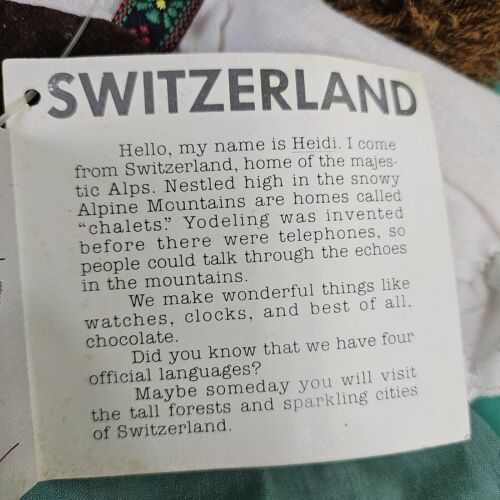 SWITZERLAND
Hello, my name is Heidi. I come
from Switzerland, home of the majes-
tic Alps. Nestled high in the snowy
Alpine Mountains are homes called
"chalets." Yodeling was invented
before there were telephones, so
people could talk through the echoes
in the mountains.
We make wonderful things like
watches, clocks, and best of all,
chocolate.
Did you know that we have four
official languages?
Maybe someday you will visit
the tall forests and sparkling cities
of Switzerland.